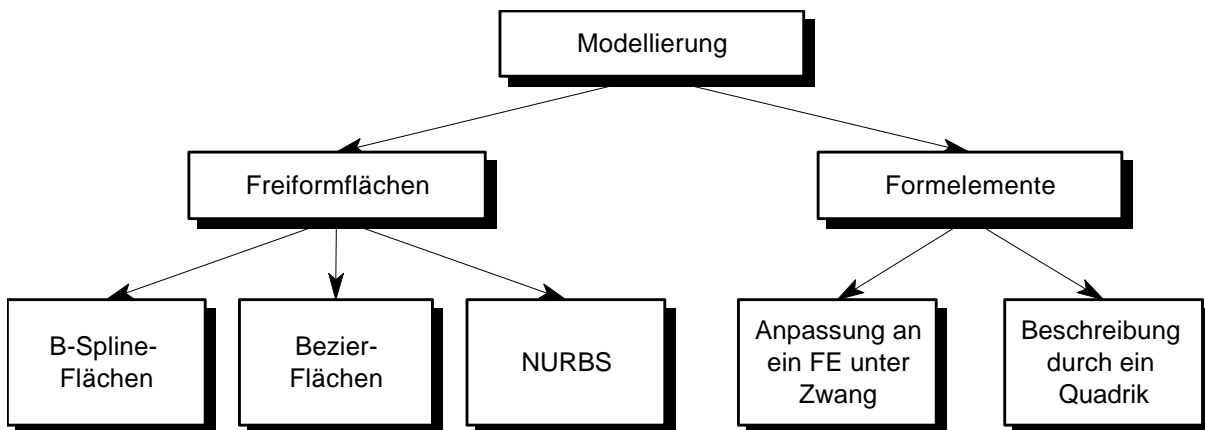 Modellierung
Freiformflächen
Formelemente
B-Spline-
Flächen
Bezier-
Flächen
NURBS
Anpassung an
ein FE unter
Zwang
Beschreibung
durch ein
Quadrik